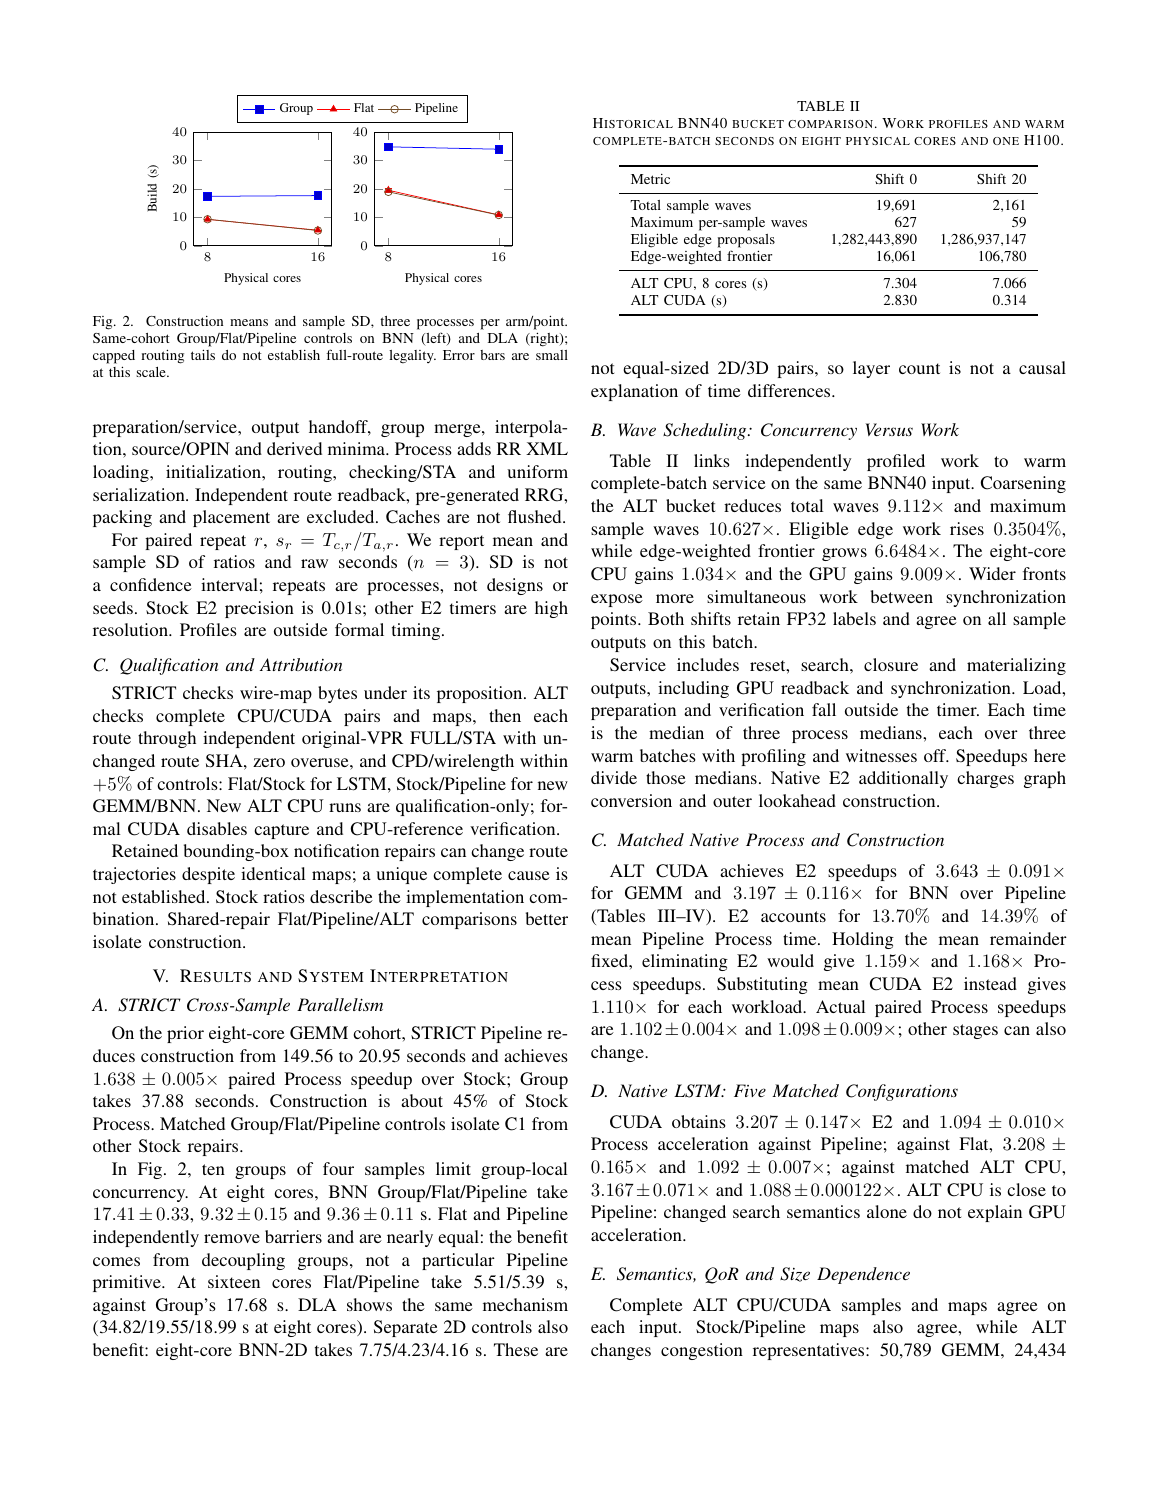 Group Flat Pipeline
40 40
30 30
Build (s)
20 20
10 10
0 0
8 16 8 16
Physical cores Physical cores
Fig. 2. Construction means and sample SD, three processes per arm/point.
Same-cohort Group/Flat/Pipeline controls on BNN (left) and DLA (right);
capped routing tails do not establish full-route legality. Error bars are small
at this scale.
preparation/service, output handoff, group merge, interpola-
tion, source/OPIN and derived minima. Process adds RR XML
loading, initialization, routing, checking/STA and uniform
serialization. Independent route readback, pre-generated RRG,
packing and placement are excluded. Caches are not flushed.
For paired repeat r, s_r = T_{c,r}/T_{a,r}. We report mean and
sample SD of ratios and raw seconds (n = 3). SD is not
a confidence interval; repeats are processes, not designs or
seeds. Stock E2 precision is 0.01s; other E2 timers are high
resolution. Profiles are outside formal timing.
C. Qualification and Attribution
STRICT checks wire-map bytes under its proposition. ALT
checks complete CPU/CUDA pairs and maps, then each
route through independent original-VPR FULL/STA with un-
changed route SHA, zero overuse, and CPD/wirelength within
+5% of controls: Flat/Stock for LSTM, Stock/Pipeline for new
GEMM/BNN. New ALT CPU runs are qualification-only; for-
mal CUDA disables capture and CPU-reference verification.
Retained bounding-box notification repairs can change route
trajectories despite identical maps; a unique complete cause is
not established. Stock ratios describe the implementation com-
bination. Shared-repair Flat/Pipeline/ALT comparisons better
isolate construction.
V. RESULTS AND SYSTEM INTERPRETATION
A. STRICT Cross-Sample Parallelism
On the prior eight-core GEMM cohort, STRICT Pipeline re-
duces construction from 149.56 to 20.95 seconds and achieves
1.638 ± 0.005× paired Process speedup over Stock; Group
takes 37.88 seconds. Construction is about 45% of Stock
Process. Matched Group/Flat/Pipeline controls isolate C1 from
other Stock repairs.
In Fig. 2, ten groups of four samples limit group-local
concurrency. At eight cores, BNN Group/Flat/Pipeline take
17.41±0.33, 9.32±0.15 and 9.36±0.11 s. Flat and Pipeline
independently remove barriers and are nearly equal: the benefit
comes from decoupling groups, not a particular Pipeline
primitive. At sixteen cores Flat/Pipeline take 5.51/5.39 s,
against Group's 17.68 s. DLA shows the same mechanism
(34.82/19.55/18.99 s at eight cores). Separate 2D controls also
benefit: eight-core BNN-2D takes 7.75/4.23/4.16 s. These are
TABLE II
HISTORICAL BNN40 BUCKET COMPARISON. WORK PROFILES AND WARM
COMPLETE-BATCH SECONDS ON EIGHT PHYSICAL CORES AND ONE H100.
Metric Shift 0 Shift 20
Total sample waves 19,691 2,161
Maximum per-sample waves 627 59
Eligible edge proposals 1,282,443,890 1,286,937,147
Edge-weighted frontier 16,061 106,780
ALT CPU, 8 cores (s) 7.304 7.066
ALT CUDA (s) 2.830 0.314
not equal-sized 2D/3D pairs, so layer count is not a causal
explanation of time differences.
B. Wave Scheduling: Concurrency Versus Work
Table II links independently profiled work to warm
complete-batch service on the same BNN40 input. Coarsening
the ALT bucket reduces total waves 9.112× and maximum
sample waves 10.627×. Eligible edge work rises 0.3504%,
while edge-weighted frontier grows 6.6484×. The eight-core
CPU gains 1.034× and the GPU gains 9.009×. Wider fronts
expose more simultaneous work between synchronization
points. Both shifts retain FP32 labels and agree on all sample
outputs on this batch.
Service includes reset, search, closure and materializing
outputs, including GPU readback and synchronization. Load,
preparation and verification fall outside the timer. Each time
is the median of three process medians, each over three
warm batches with profiling and witnesses off. Speedups here
divide those medians. Native E2 additionally charges graph
conversion and outer lookahead construction.
C. Matched Native Process and Construction
ALT CUDA achieves E2 speedups of 3.643 ± 0.091×
for GEMM and 3.197 ± 0.116× for BNN over Pipeline
(Tables III–IV). E2 accounts for 13.70% and 14.39% of
mean Pipeline Process time. Holding the mean remainder
fixed, eliminating E2 would give 1.159× and 1.168× Pro-
cess speedups. Substituting mean CUDA E2 instead gives
1.110× for each workload. Actual paired Process speedups
are 1.102±0.004× and 1.098±0.009×; other stages can also
change.
D. Native LSTM: Five Matched Configurations
CUDA obtains 3.207 ± 0.147× E2 and 1.094 ± 0.010×
Process acceleration against Pipeline; against Flat, 3.208 ±
0.165× and 1.092 ± 0.007×; against matched ALT CPU,
3.167±0.071× and 1.088±0.000122×. ALT CPU is close to
Pipeline: changed search semantics alone do not explain GPU
acceleration.
E. Semantics, QoR and Size Dependence
Complete ALT CPU/CUDA samples and maps agree on
each input. Stock/Pipeline maps also agree, while ALT
changes congestion representatives: 50,789 GEMM, 24,434